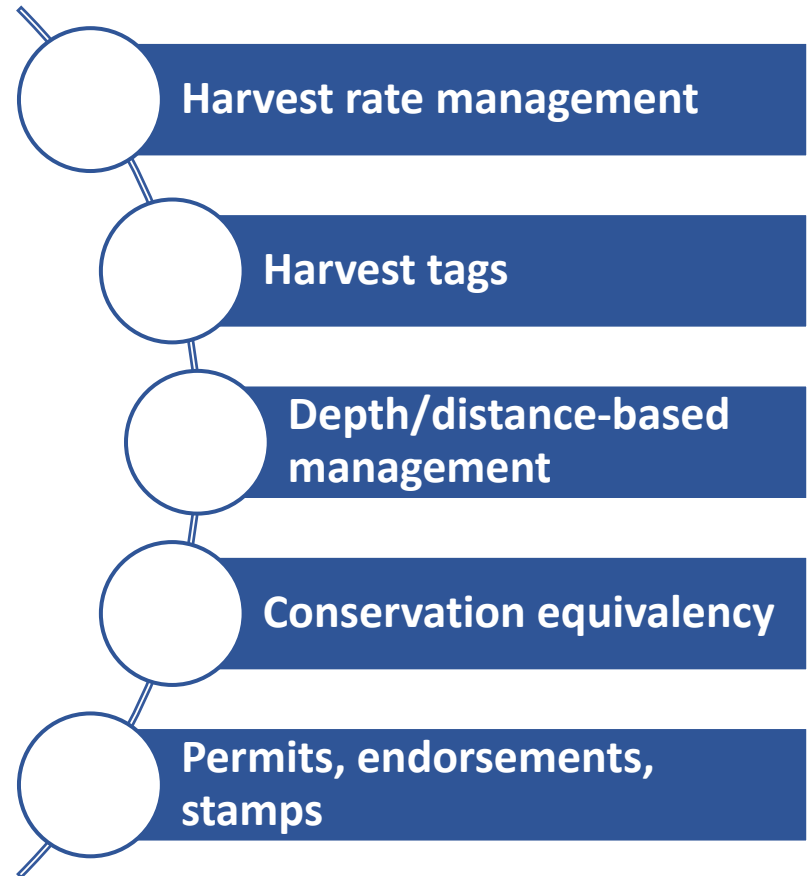 Harvest rate management
Harvest tags
Depth/distance-based
management
Conservation equivalency
Permits, endorsements,
stamps